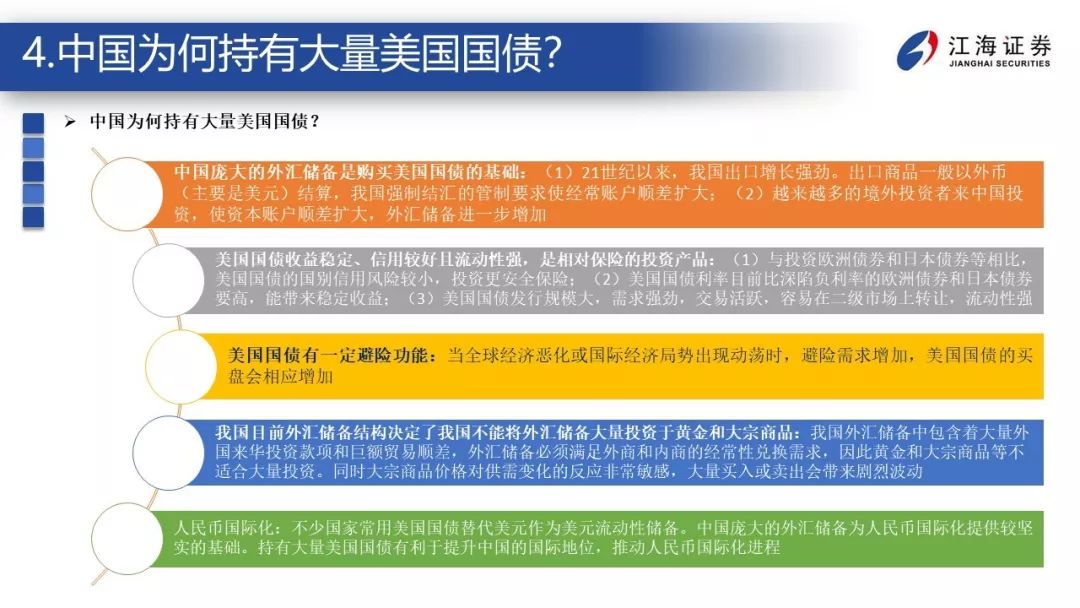 4.中国为何持有大量美国国债？
江海证券
JIANGHAI SECURITIES
➢ 中国为何持有大量美国国债？
中国庞大的外汇储备是购买美国国债的基础：（1）21世纪以来，我国出口增长强劲。出口商品一般以外币
（主要是美元）结算，我国强制结汇的管制要求使经常账户顺差扩大；（2）越来越多的境外投资者来中国投
资，使资本账户顺差扩大，外汇储备进一步增加
美国国债收益稳定、信用较好且流动性强，是相对保险的投资产品：（1）与投资欧洲债券和日本债券等相比，
美国国债的国别信用风险较小，投资更安全保险；（2）美国国债利率目前比深陷负利率的欧洲债券和日本债券
要高，能带来稳定收益；（3）美国国债发行规模大，需求强劲，交易活跃，容易在二级市场上转让，流动性强
美国国债有一定避险功能：当全球经济恶化或国际经济局势出现动荡时，避险需求增加，美国国债的买
盘会相应增加
我国目前外汇储备结构决定了我国不能将外汇储备大量投资于黄金和大宗商品：我国外汇储备中包含着大量外
国来华投资款项和巨额贸易顺差，外汇储备必须满足外商和内商的经常性兑换需求，因此黄金和大宗商品等不
适合大量投资。同时大宗商品价格对供需变化的反应非常敏感，大量买入或卖出会带来剧烈波动
人民币国际化：不少国家常用美国国债替代美元作为美元流动性储备。中国庞大的外汇储备为人民币国际化提供较坚
实的基础。持有大量美国国债有利于提升中国的国际地位，推动人民币国际化进程